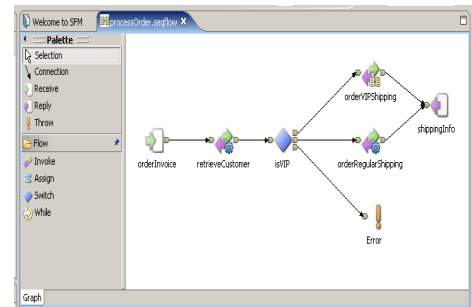 Welcome to SFM
processOrder.seqflow
Palette
Selection
Connection
Receive
Reply
Throw
Flow
Invoke
Assign
Switch
While
orderVIPShipping
shippingInfo
orderInvoice
retrieveCustomer
isVIP
orderRegularShipping
Error
Graph